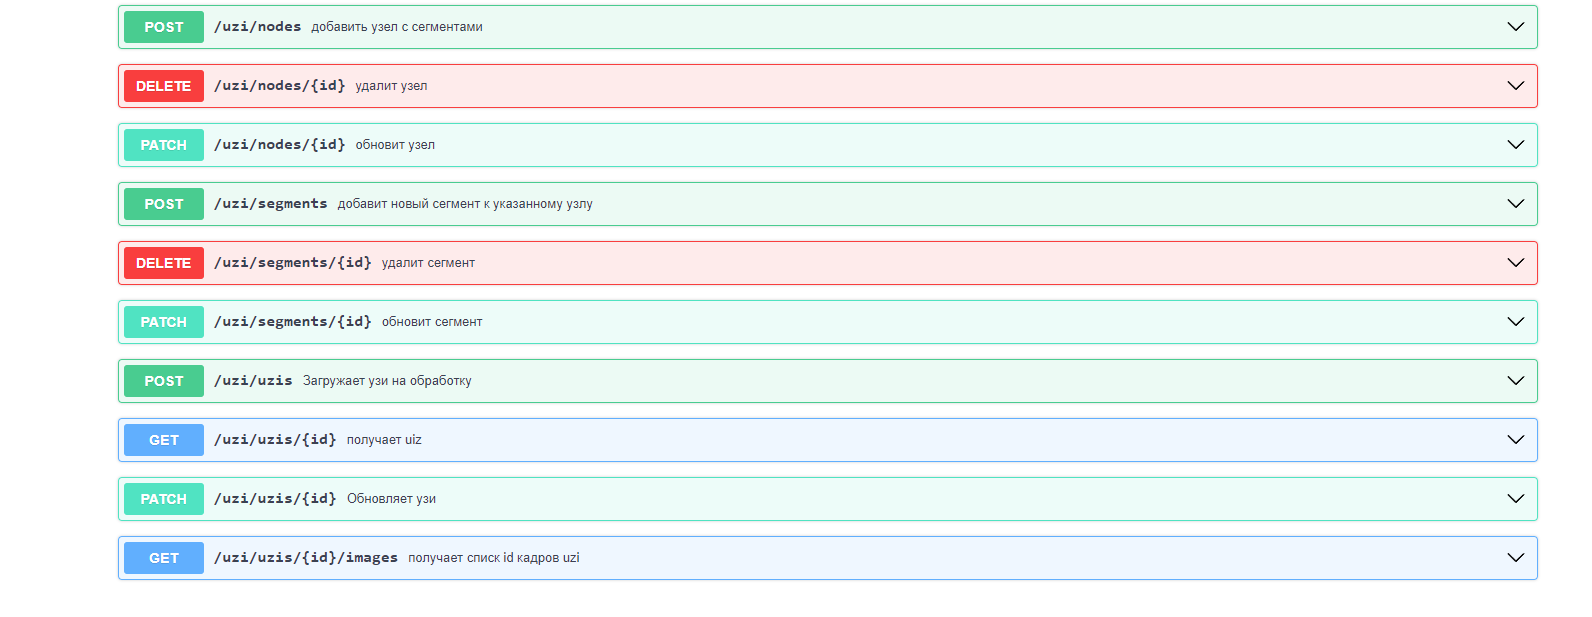 POST /uzi/nodes добавить узел с сегментами
DELETE /uzi/nodes/{id} удалит узел
PATCH /uzi/nodes/{id} обновит узел
POST /uzi/segments добавит новый сегмент к указанному узлу
DELETE /uzi/segments/{id} удалит сегмент
PATCH /uzi/segments/{id} обновит сегмент
POST /uzi/uzis Загружает узи на обработку
GET /uzi/uzis/{id} получает uiz
PATCH /uzi/uzis/{id} Обновляет узи
GET /uzi/uzis/{id}/images получает списк id кадров uzi